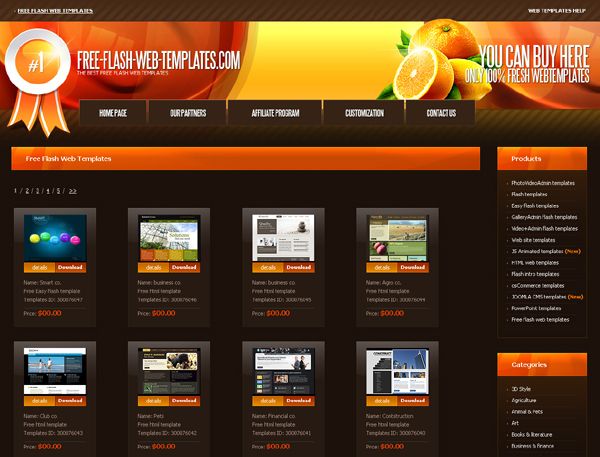 FREE FLASH WEB TEMPLATES
WEB TEMPLATES HELP
#1
FREE-FLASH-WEB-TEMPLATES.COM
THE BEST FREE FLASH WEB TEMPLATES
YOU CAN BUY HERE
ONLY 100% FRESH WEBTEMPLATES
HOME PAGE
OUR PARTNERS
AFFILIATE PROGRAM
CUSTOMIZATION
CONTACT US
Free Flash Web Templates
1 / 2 / 3 / 4 / 5 / >>
details Download
details Download
details Download
details Download
Name: Smart co.
Free Easy flash template
Templates ID: 300876047
Price: $00.00
Name: business co.
Free html template
Templates ID: 300876046
Price: $00.00
Name: business co.
Free html template
Templates ID: 300876045
Price: $00.00
Name: Agro co.
Free html template
Templates ID: 300876044
Price: $00.00
details Download
details Download
details Download
details Download
Name: Club co.
Free html template
Templates ID: 300876043
Price: $00.00
Name: Pets
Free html template
Templates ID: 300876042
Price: $00.00
Name: Financial co.
Free html template
Templates ID: 300876041
Price: $00.00
Name: Contstruction
Free html template
Templates ID: 300876040
Price: $00.00
Products
PhotoVideoAdmin templates
Flash templates
Easy flash templates
GalleryAdmin flash templates
Video+Admin flash templates
Web site templates
JS Animated templates (New)
HTML web templates
Flash intro templates
osCommerce templates
JOOMLA CMS templates (New)
PowerPoint templates
Free flash web templates
Categories
3D Style
Agriculture
Animal & Pets
Art
Books & literature
Business & finance